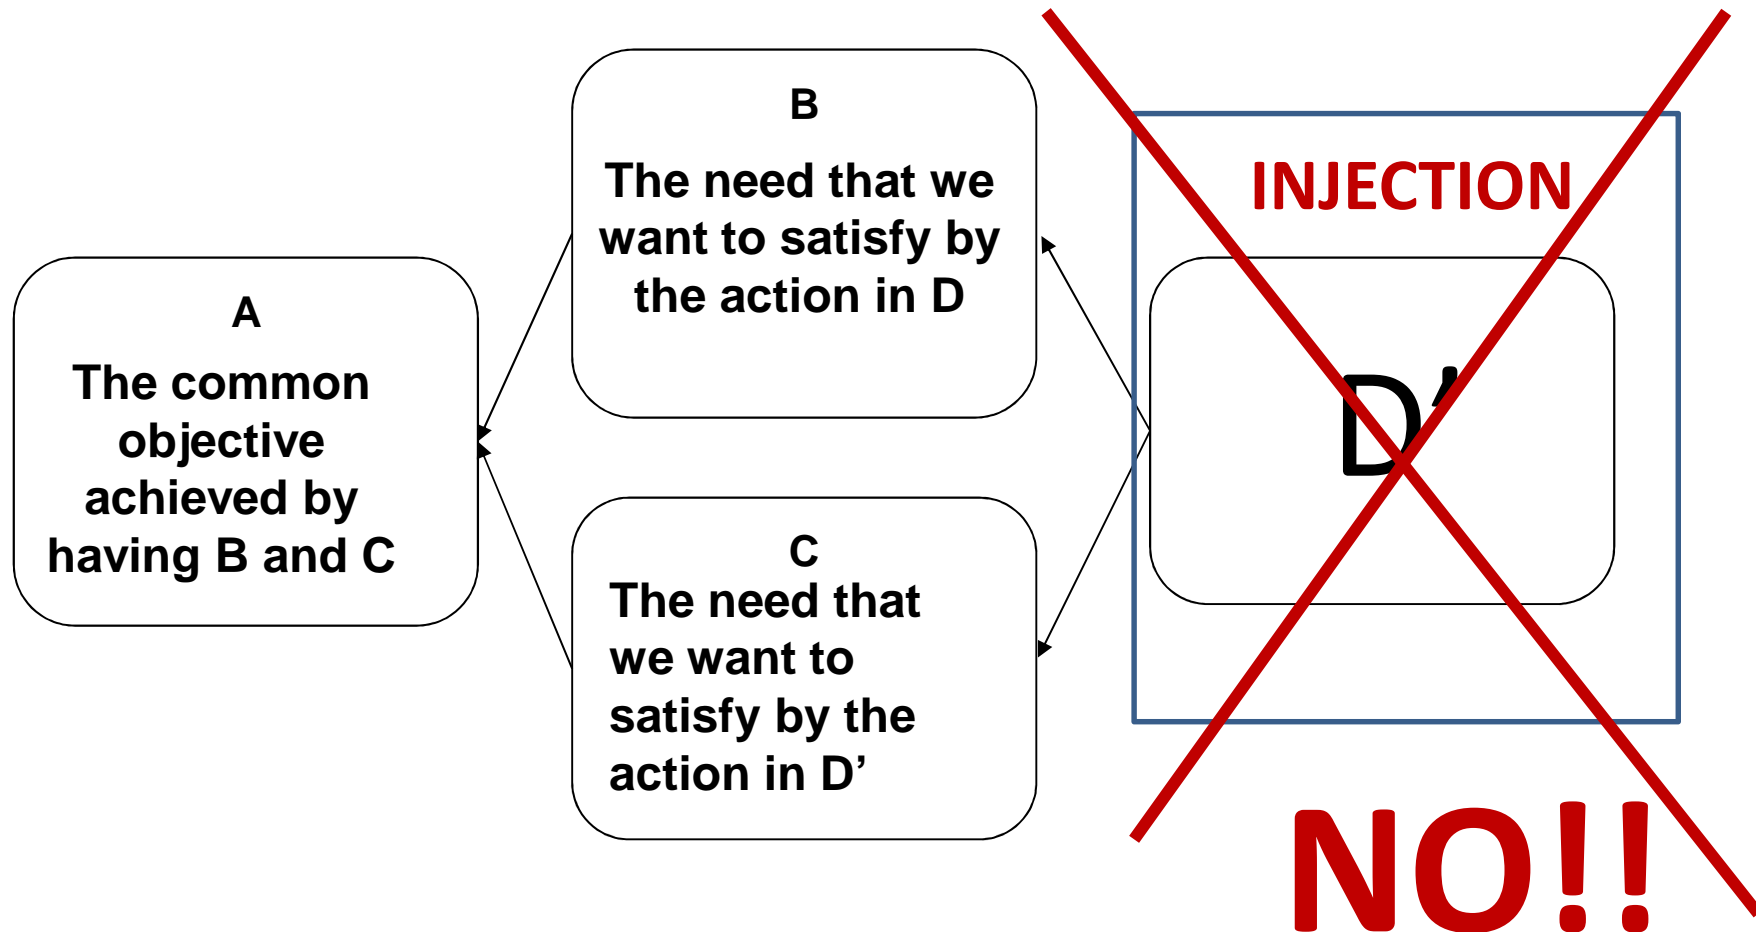 A
The common
objective
achieved by
having B and C
B
The need that we
want to satisfy by
the action in D
C
The need that
we want to
satisfy by the
action in D’
INJECTION
D’
NO!!